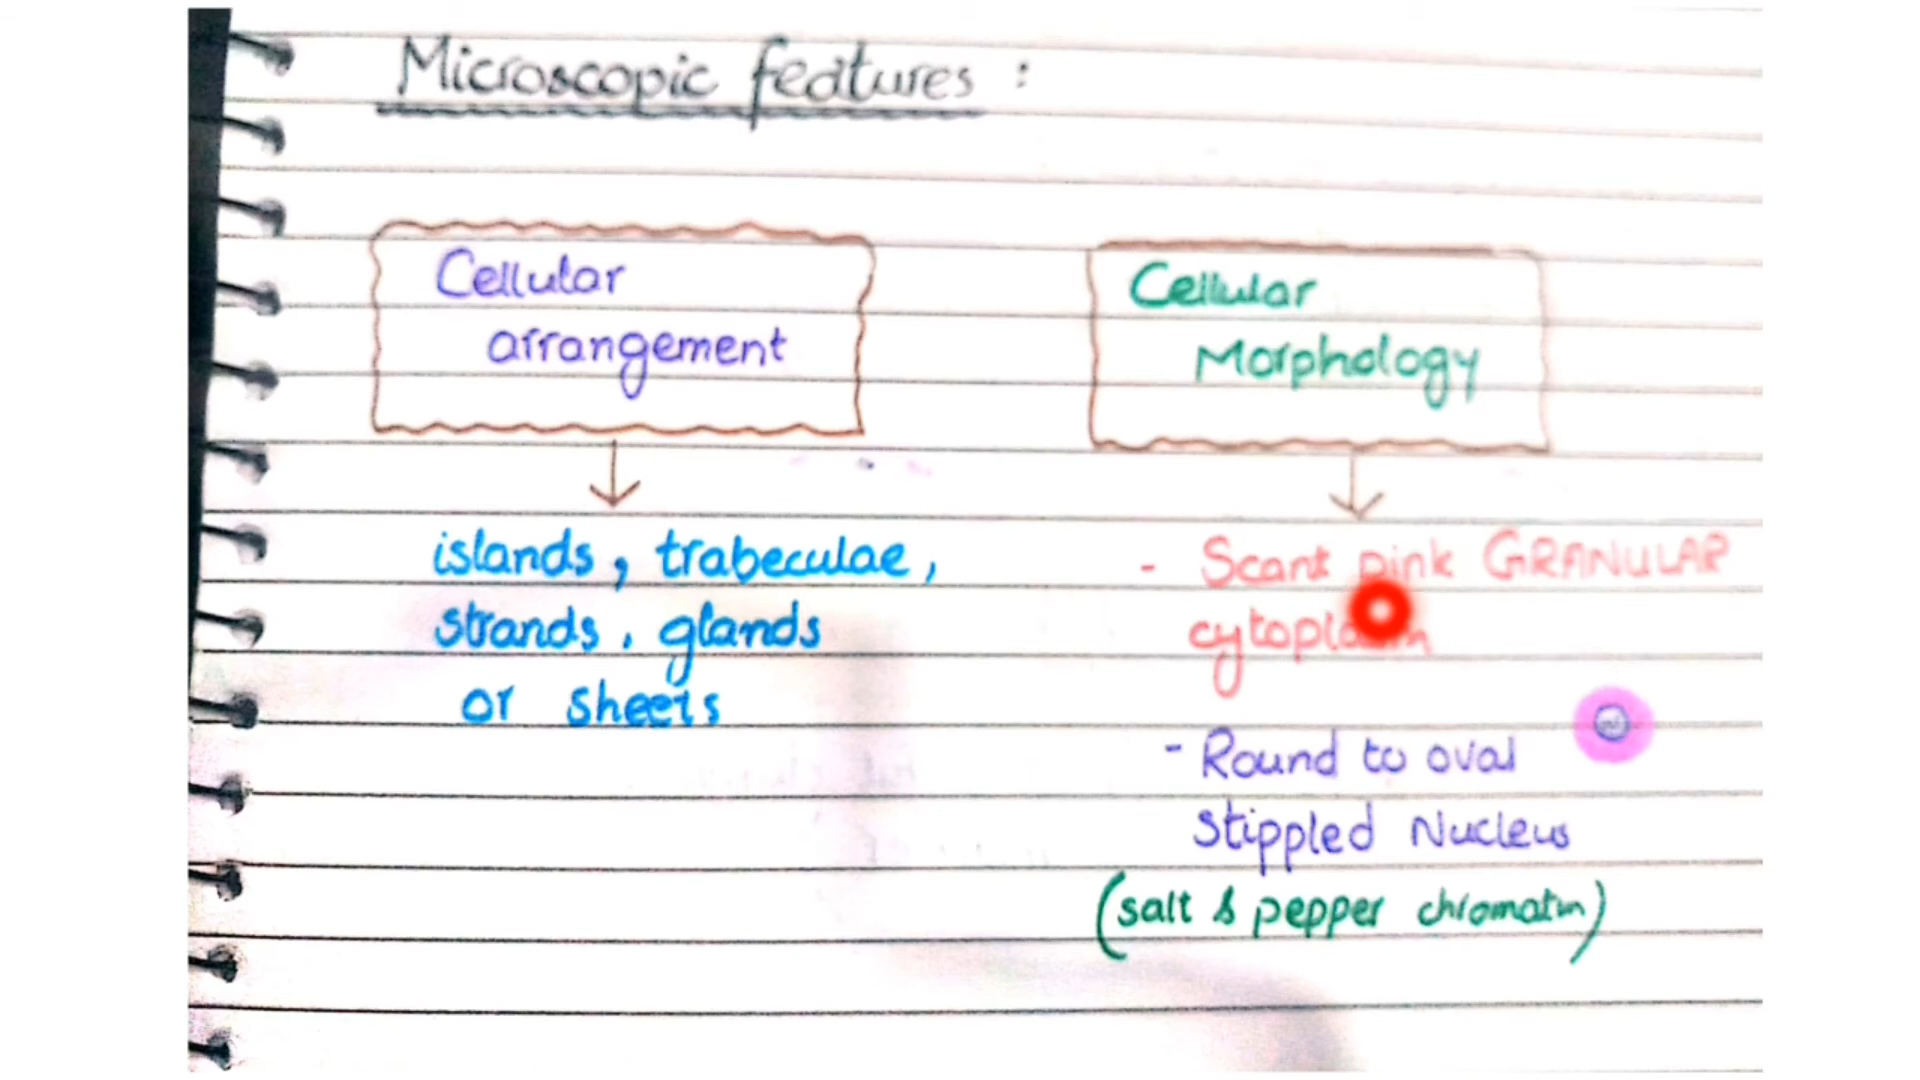 Microscopic features :
Cellular
arrangement
islands, trabeculae,
strands, glands
or sheets
Cellular
Morphology
- Scant pink GRANULAR
cytoplasm
- Round to oval
stippled Nucleus
(salt & pepper chromatin)